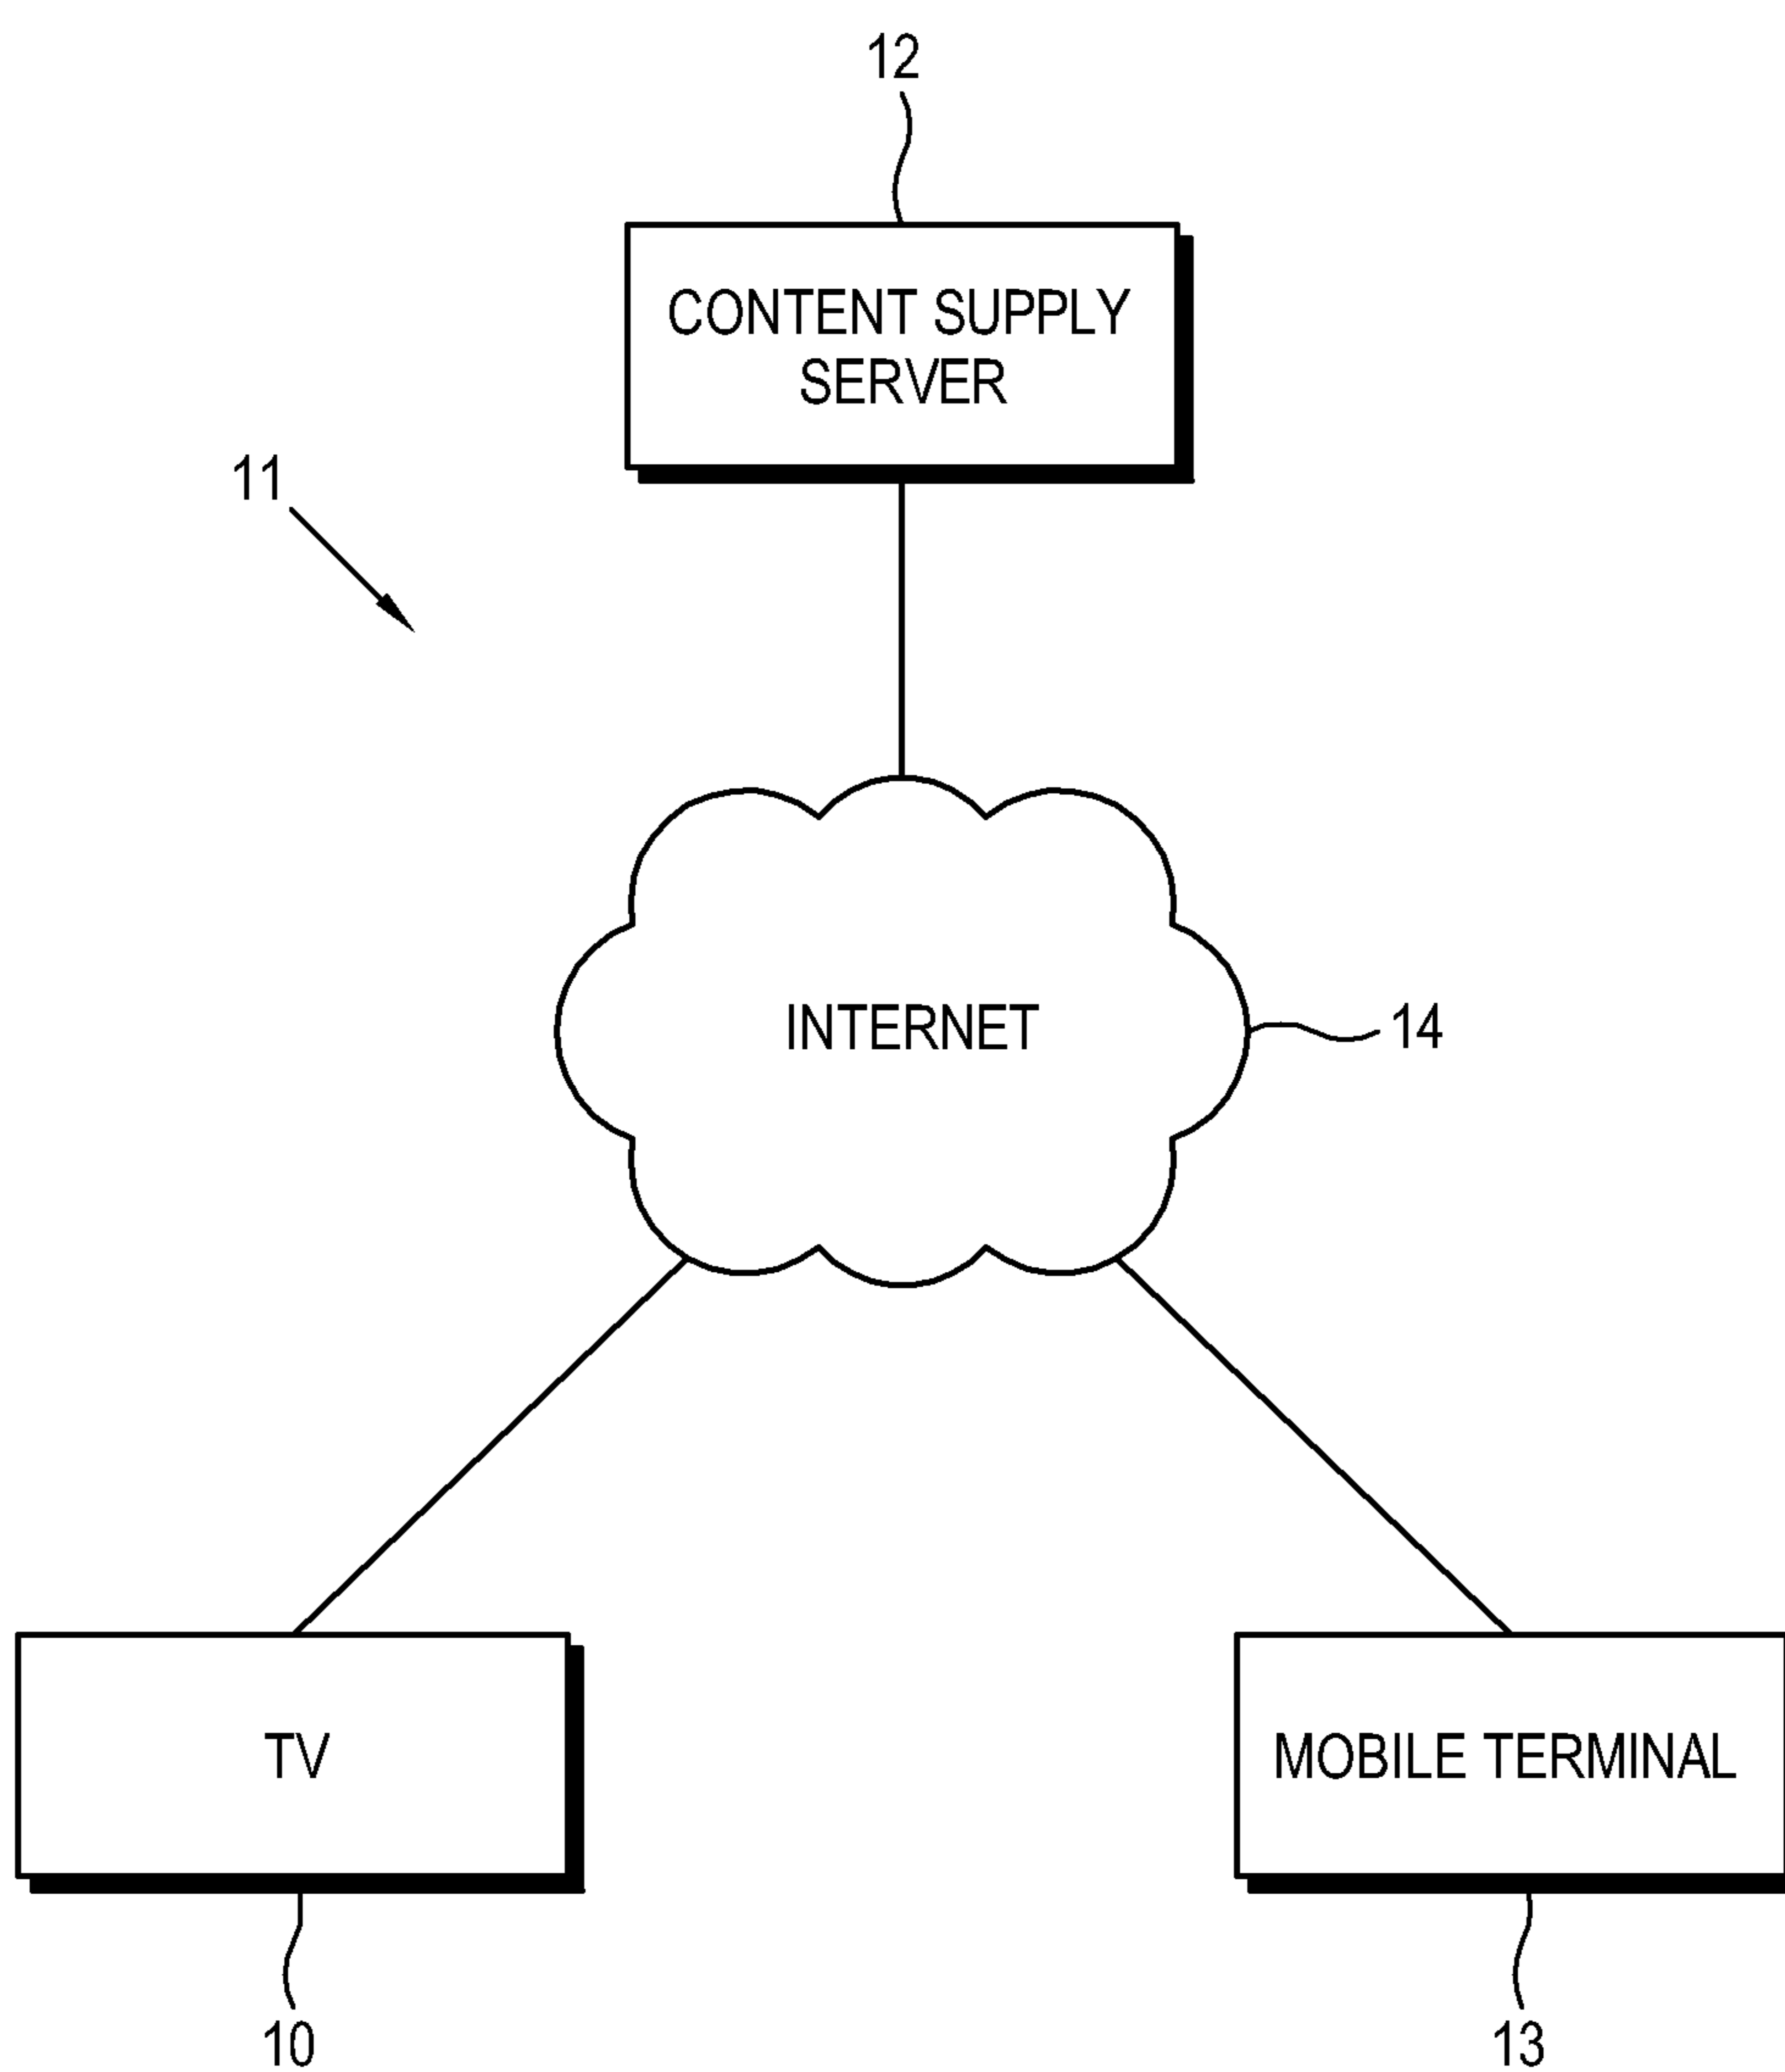 12
CONTENT SUPPLY
SERVER
11
INTERNET
14
TV
MOBILE TERMINAL
10
13